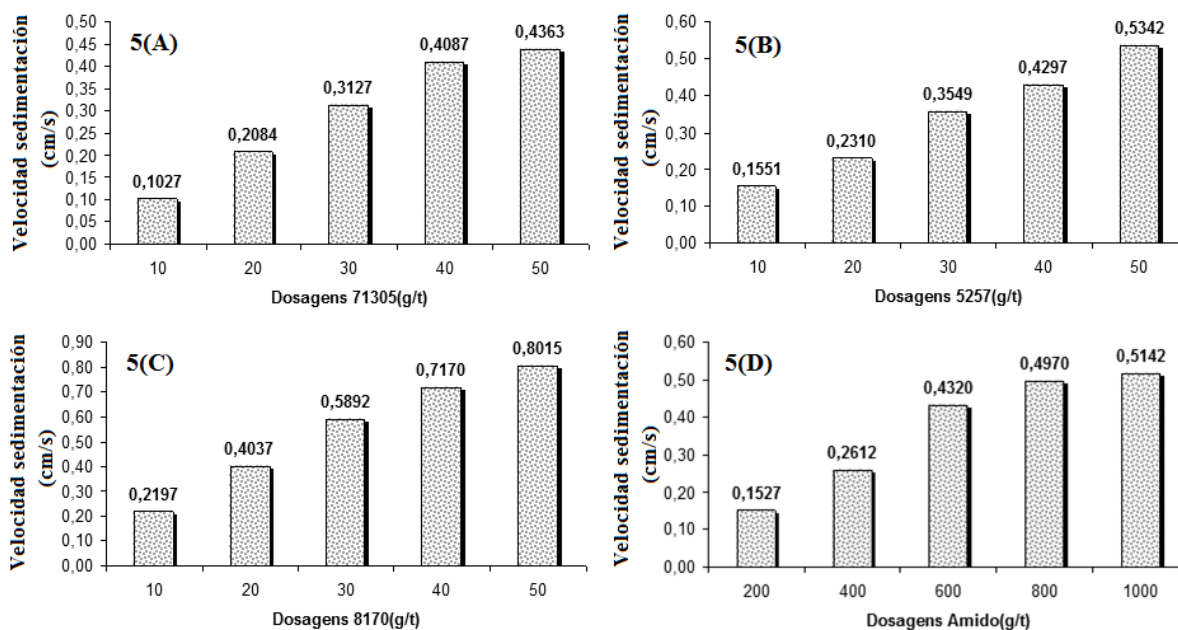 5(A)
Velocidad sedimentación
(cm/s)
0,50
0,45
0,40
0,35
0,30
0,25
0,20
0,15
0,10
0,05
0,00
0,1027
0,2084
0,3127
0,4087
0,4363
10 20 30 40 50
Dosagens 71305(g/t)
5(B)
Velocidad sedimentación
(cm/s)
0,60
0,50
0,40
0,30
0,20
0,10
0,00
0,1551
0,2310
0,3549
0,4297
0,5342
10 20 30 40 50
Dosagens 5257(g/t)
5(C)
Velocidad sedimentación
(cm/s)
0,90
0,80
0,70
0,60
0,50
0,40
0,30
0,20
0,10
0,00
0,2197
0,4037
0,5892
0,7170
0,8015
10 20 30 40 50
Dosagens 8170(g/t)
5(D)
Velocidad sedimentación
(cm/s)
0,60
0,50
0,40
0,30
0,20
0,10
0,00
0,1527
0,2612
0,4320
0,4970
0,5142
200 400 600 800 1000
Dosagens Amido(g/t)